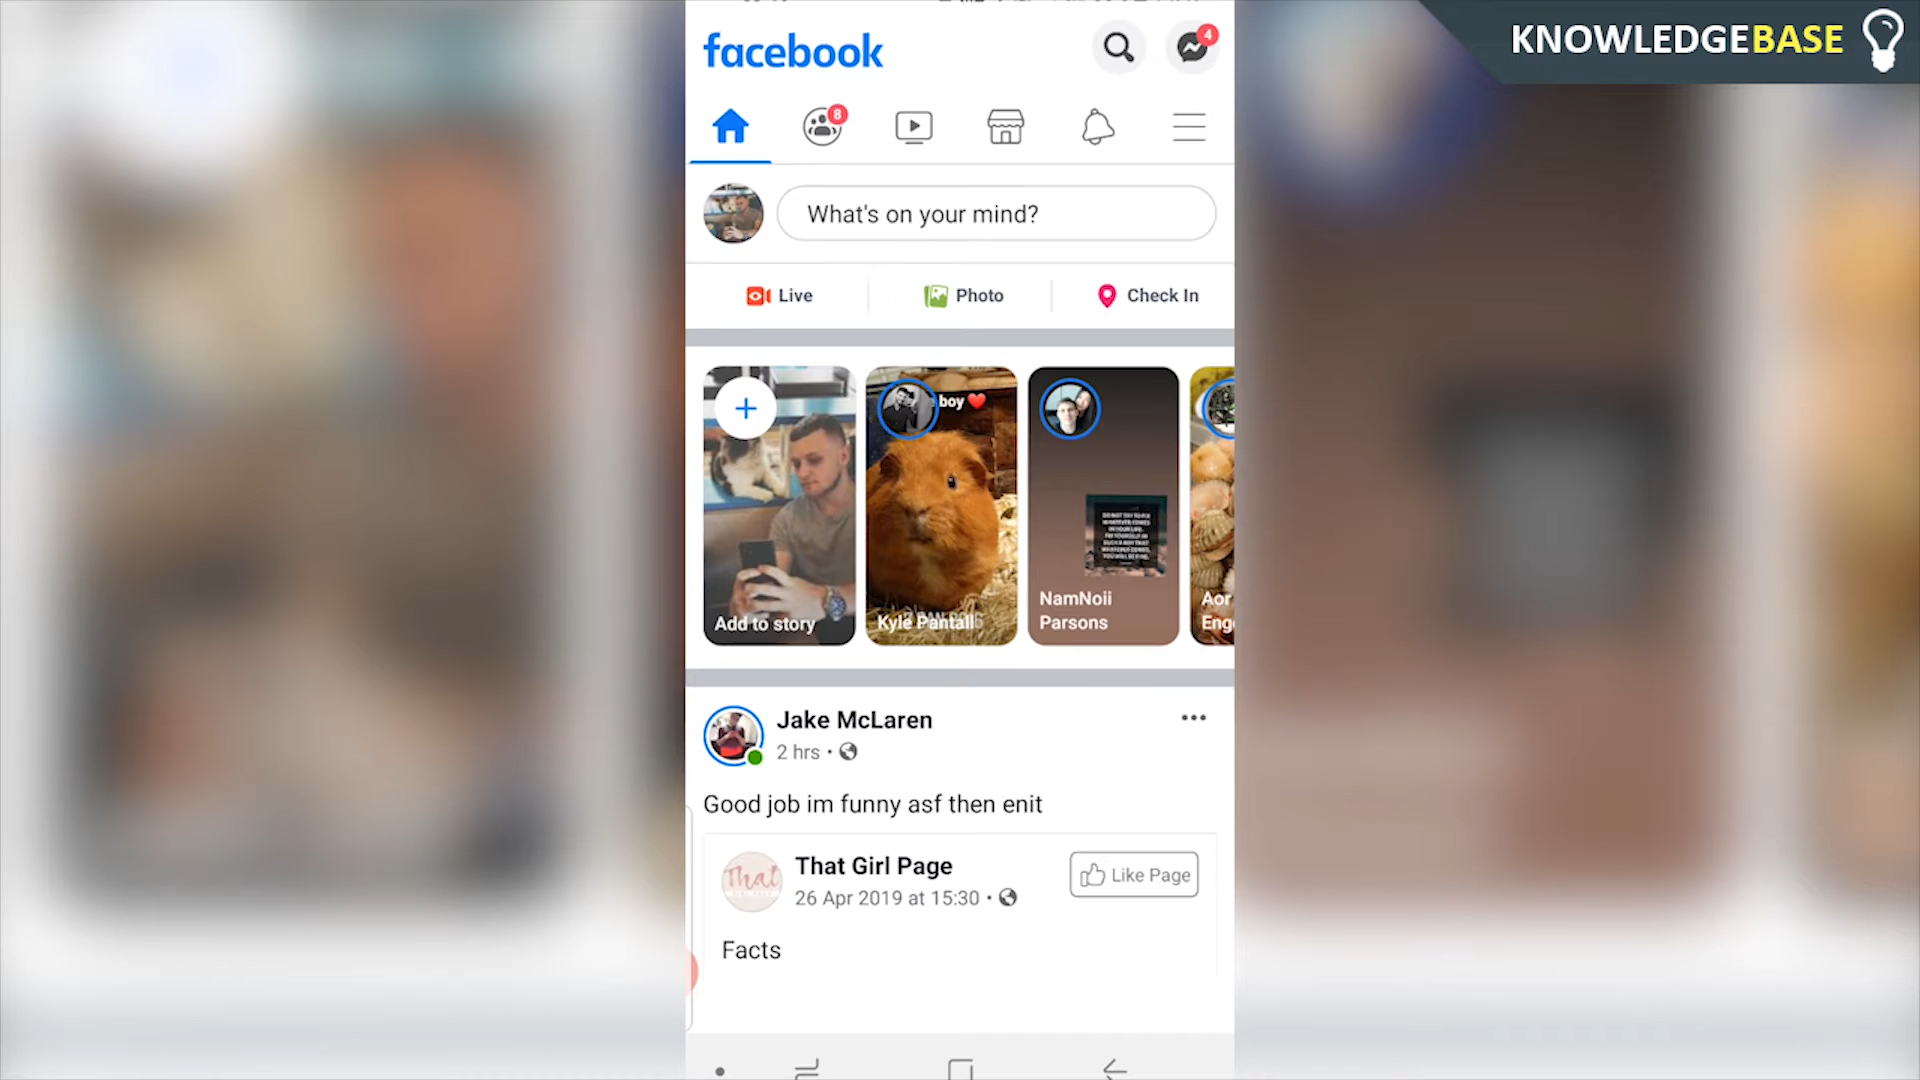 KNOWLEDGEBASE
facebook
4
8
What's on your mind?
Live
Photo
Check In
boy ❤
Add to story
Kyle Pantall
NamNoii
Parsons
Aor
Eng
Jake McLaren
2 hrs •
Good job im funny asf then enit
That Girl Page
26 Apr 2019 at 15:30 •
Like Page
That
Facts